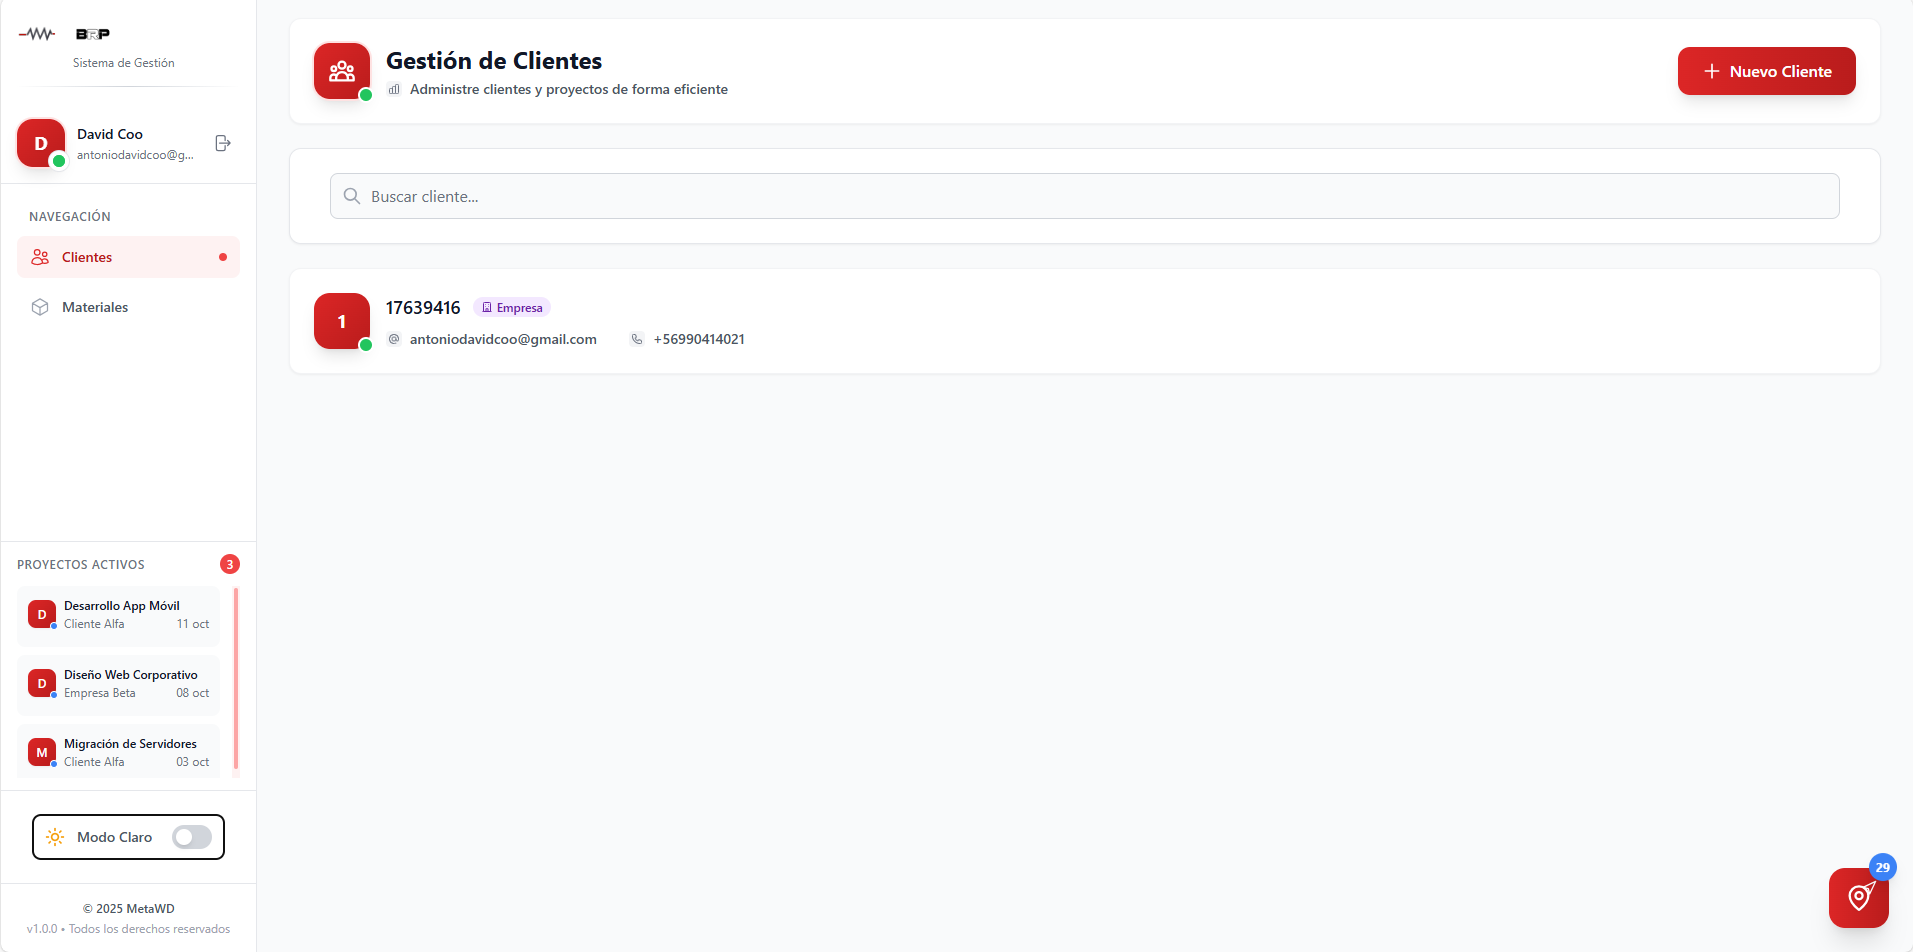 BRP
Sistema de Gestión
D
David Coo
antoniodavidcoo@g...
NAVEGACIÓN
Clientes
Materiales
PROYECTOS ACTIVOS
3
D
Desarrollo App Móvil
Cliente Alfa
11 oct
D
Diseño Web Corporativo
Empresa Beta
08 oct
M
Migración de Servidores
Cliente Alfa
03 oct
Modo Claro
© 2025 MetaWD
v1.0.0 • Todos los derechos reservados
Gestión de Clientes
Administre clientes y proyectos de forma eficiente
Nuevo Cliente
Buscar cliente...
1
17639416
Empresa
antoniodavidcoo@gmail.com
+56990414021
29